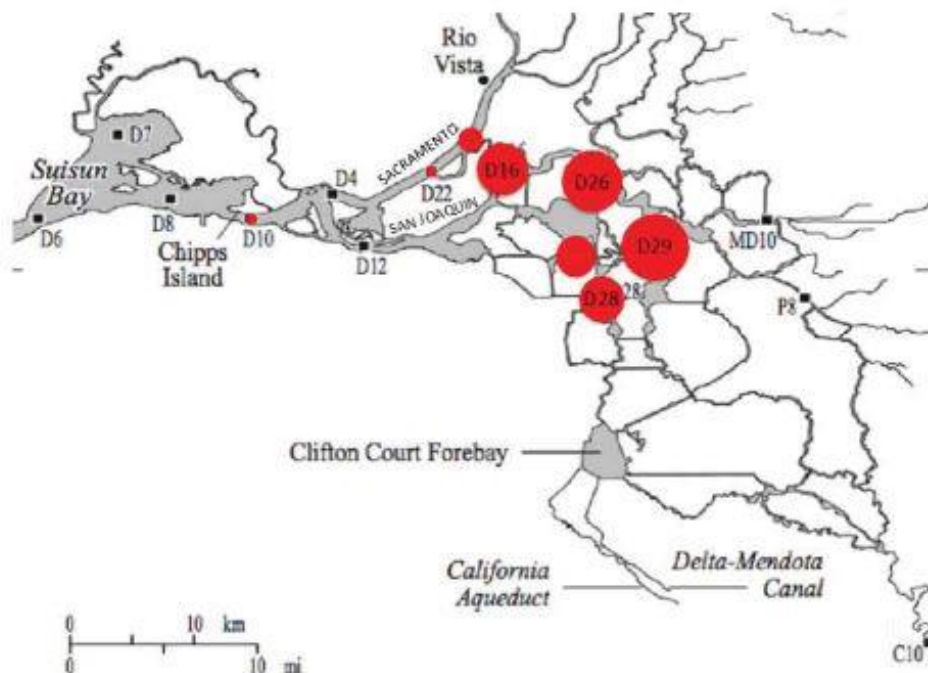 Rio
Vista
D7
SACRAMENTO
D16
Suisun
Bay
D4
D22
D26
D8
SAN JOAQUIN
D6
D10
D12
D29
MD10
Chipps
Island
D28
28
P8
Clifton Court Forebay
California
Aqueduct
Delta-Mendota
Canal
0 10 km
0 10 mi
C10